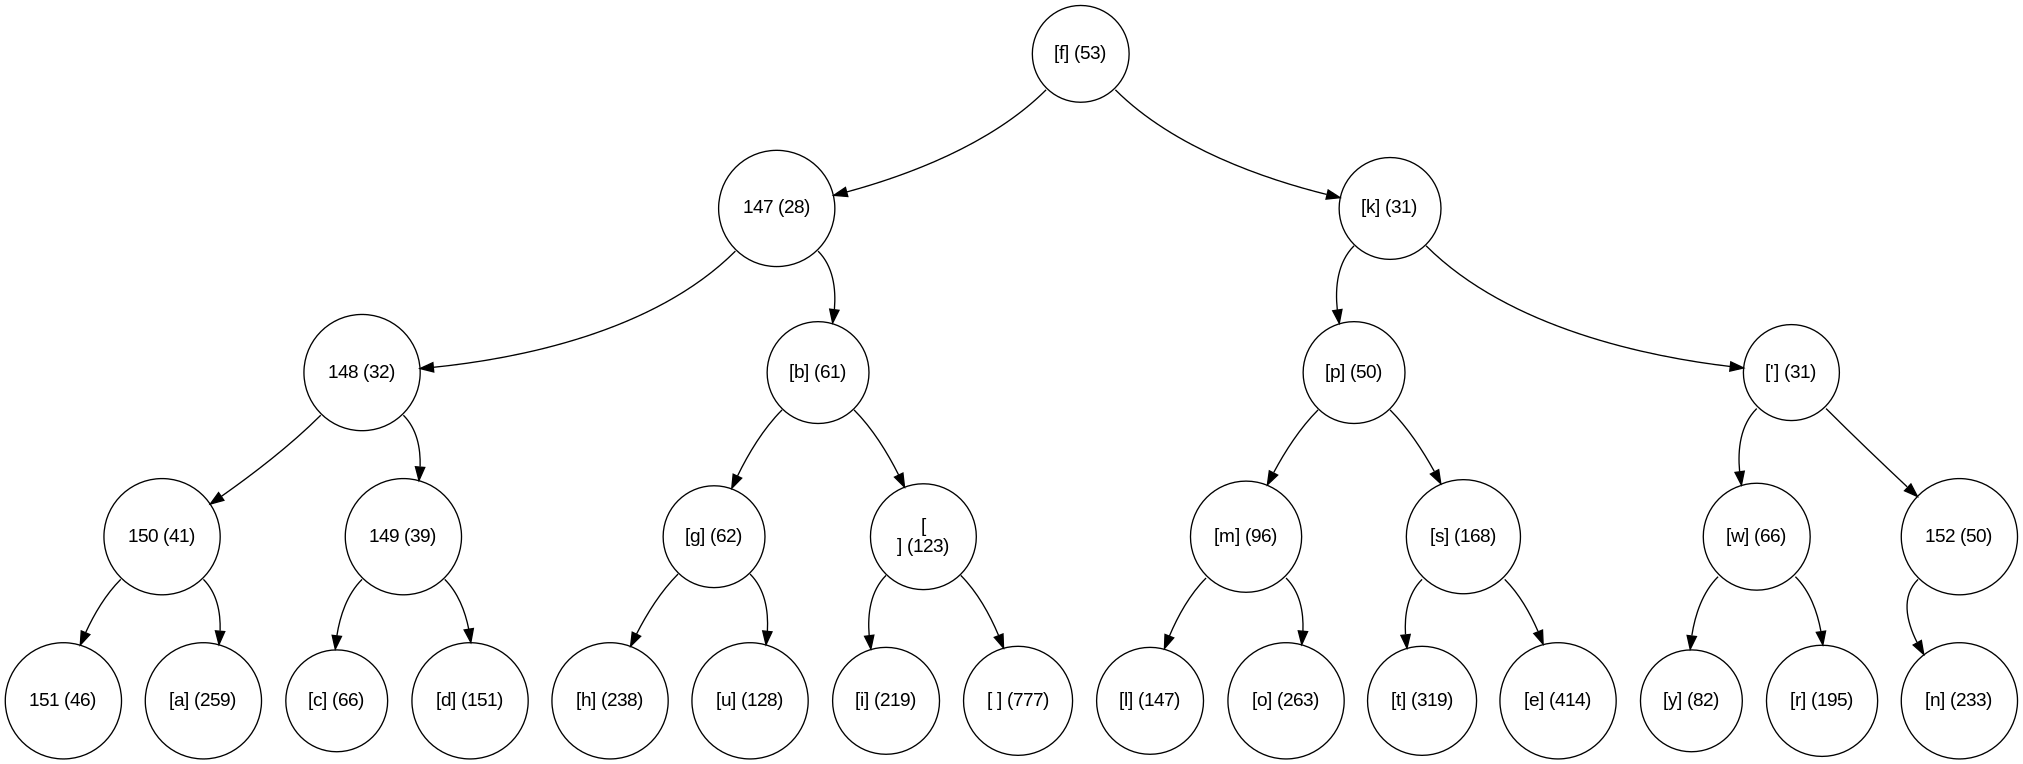 [f] (53)
147 (28)
[k] (31)
148 (32)
[b] (61)
[p] (50)
['] (31)
150 (41)
149 (39)
[g] (62)
[
] (123)
[m] (96)
[s] (168)
[w] (66)
152 (50)
151 (46)
[a] (259)
[c] (66)
[d] (151)
[h] (238)
[u] (128)
[i] (219)
[ ] (777)
[l] (147)
[o] (263)
[t] (319)
[e] (414)
[y] (82)
[r] (195)
[n] (233)